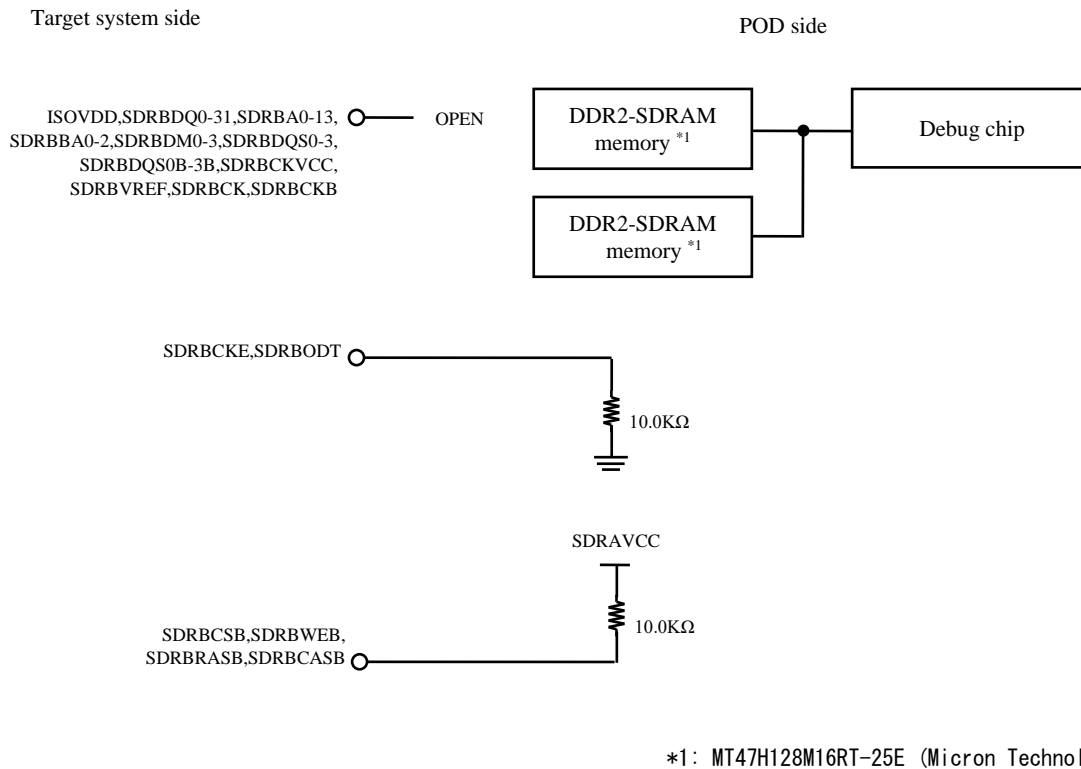 Target system side
POD side
ISOVDD,SDRBDQ0-31,SDRBA0-13,
SDRBBA0-2,SDRBDM0-3,SDRBDQS0-3,
SDRBDQS0B-3B,SDRBCKVCC,
SDRBVREF,SDRBCK,SDRBCKB
OPEN
DDR2-SDRAM
memory *1
Debug chip
DDR2-SDRAM
memory *1
SDRBCKE,SDRBODT
10.0KΩ
SDRAVCC
10.0KΩ
SDRBCSB,SDRBWEB,
SDRBRASB,SDRBCASB
*1: MT47H128M16RT-25E (Micron Technol